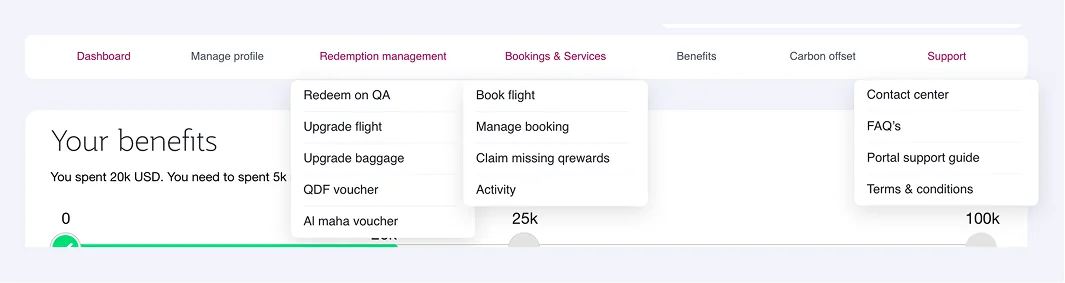 Dashboard
Manage profile
Redemption management
Bookings & Services
Benefits
Carbon offset
Support
Redeem on QA
Upgrade flight
Upgrade baggage
QDF voucher
Al maha voucher
Book flight
Manage booking
Claim missing qrewards
Activity
Contact center
FAQ's
Portal support guide
Terms & conditions
Your benefits
You spent 20k USD. You need to spent 5k
0
25k
100k